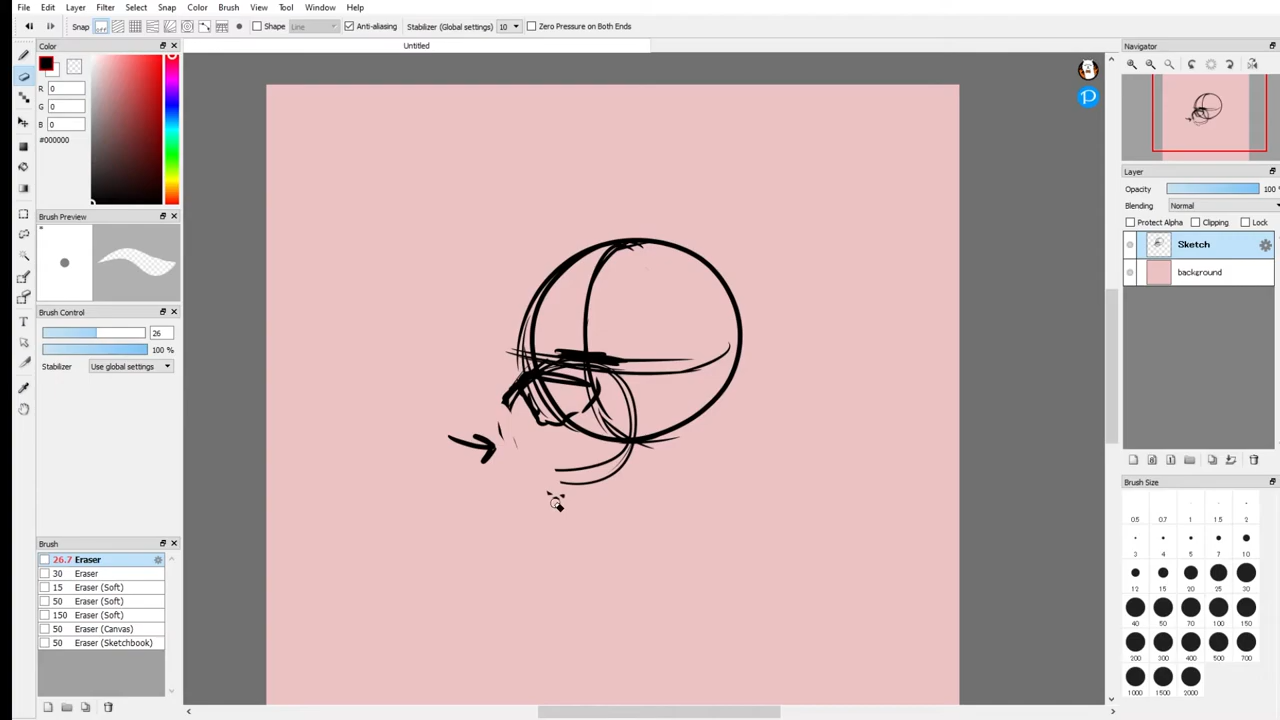 File Edit Layer Filter Select Snap Color Brush View Tool Window Help
Snap off Shape Line Anti-aliasing Stabilizer (Global settings) 10 Zero Pressure on Both Ends
Color
Untitled
Navigator
R 0
G 0
B 0
#000000
Layer
Opacity 100
Blending Normal
Brush Preview
Protect Alpha Clipping Lock
Sketch
background
Brush Control
26
100 %
Stabilizer Use global settings
Brush Size
0.5 0.7 1 1.5 2
3 4 5 7 10
12 15 20 25 30
40 50 70 100 150
200 300 400 500 700
1000 1500 2000
Brush
26.7 Eraser
30 Eraser
15 Eraser (Soft)
50 Eraser (Soft)
150 Eraser (Soft)
50 Eraser (Canvas)
50 Eraser (Sketchbook)